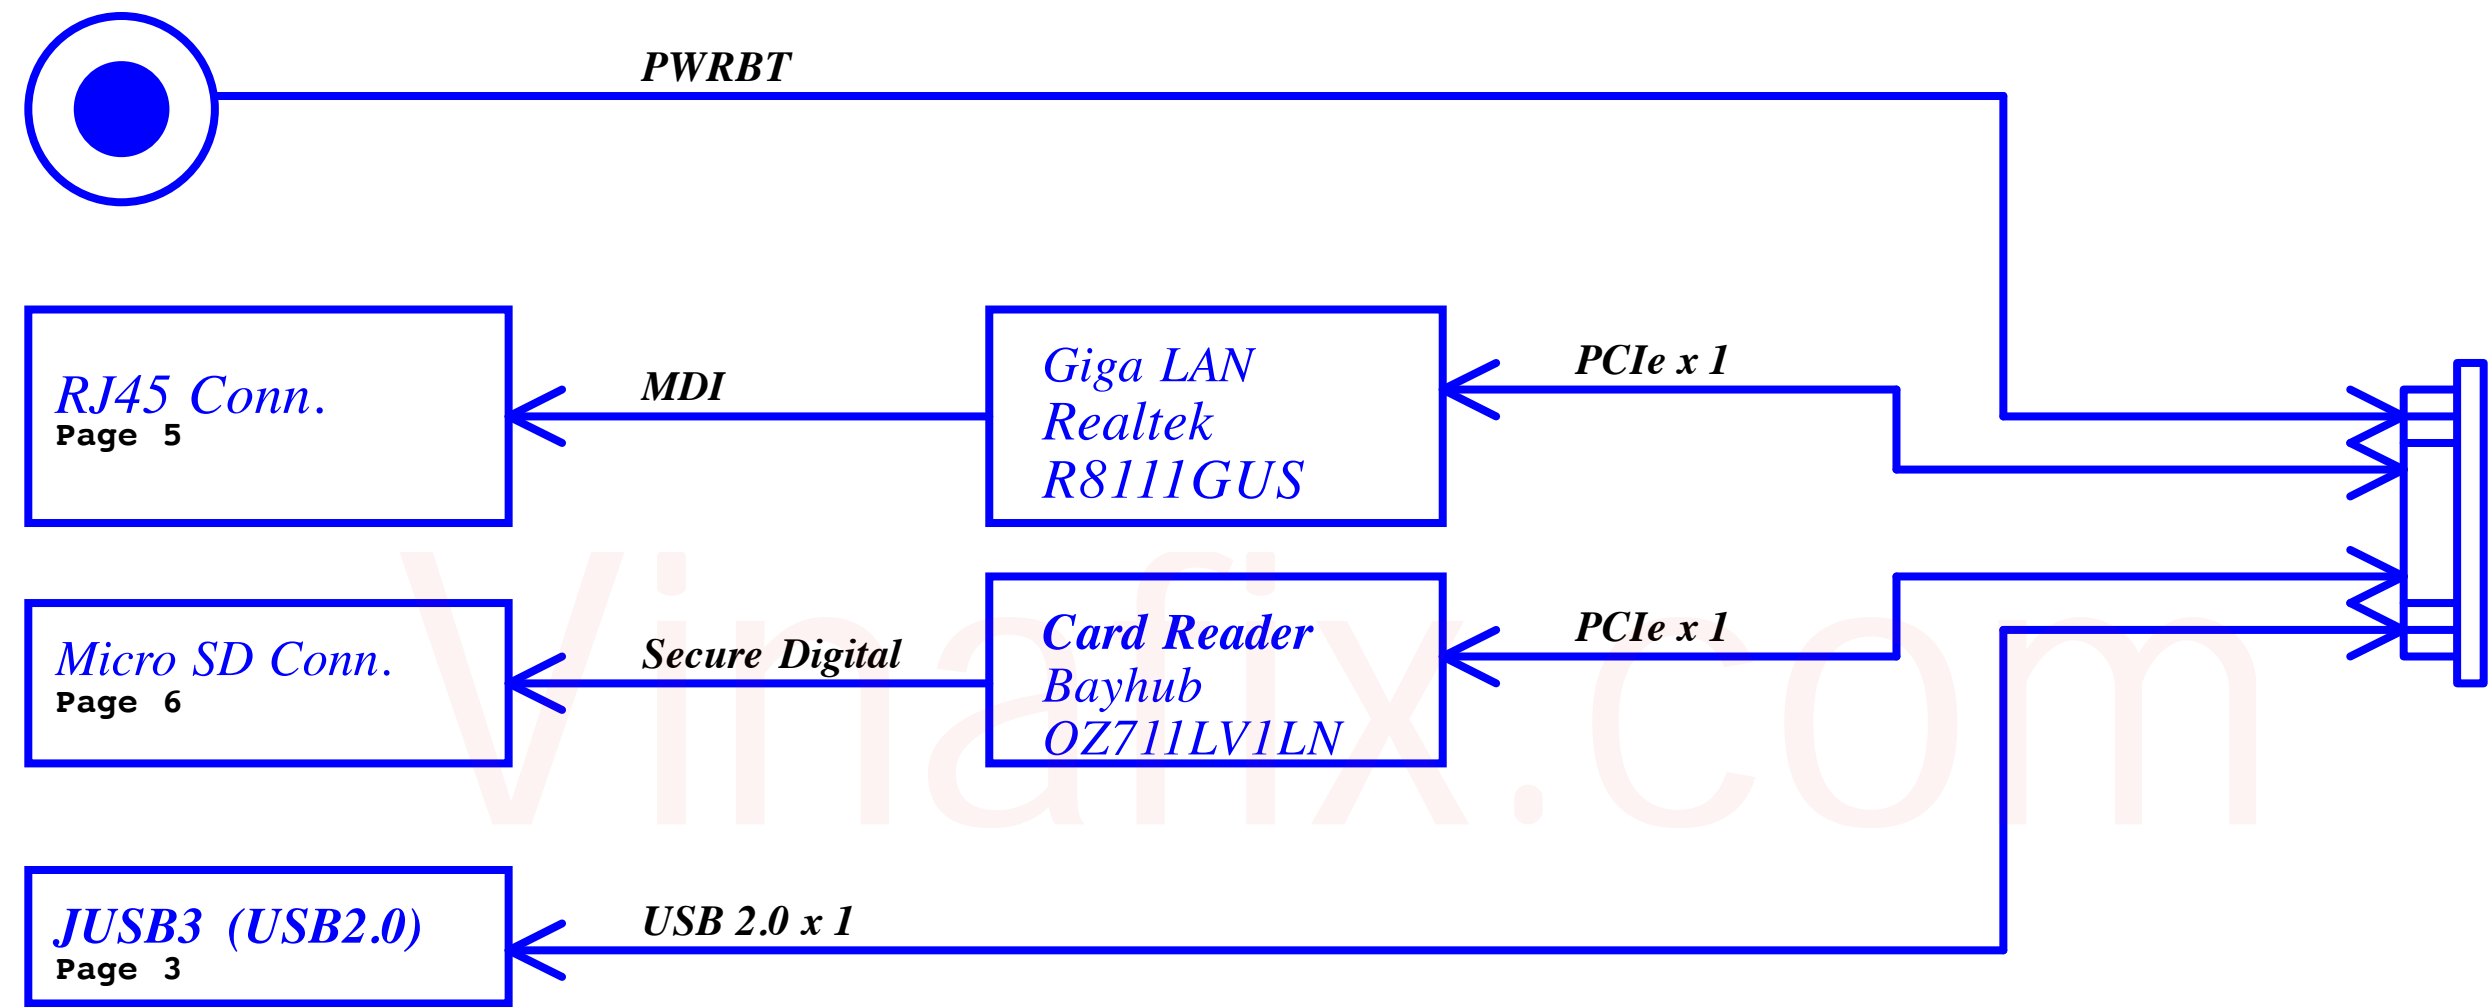 PWRBT
RJ45 Conn.
Page 5
MDI
Giga LAN
Realtek
R8111GUS
PCIe x 1
Micro SD Conn.
Page 6
Secure Digital
Card Reader
Bayhub
OZ711LV1LN
PCIe x 1
JUSB3 (USB2.0)
Page 3
USB 2.0 x 1
Vinafix.com